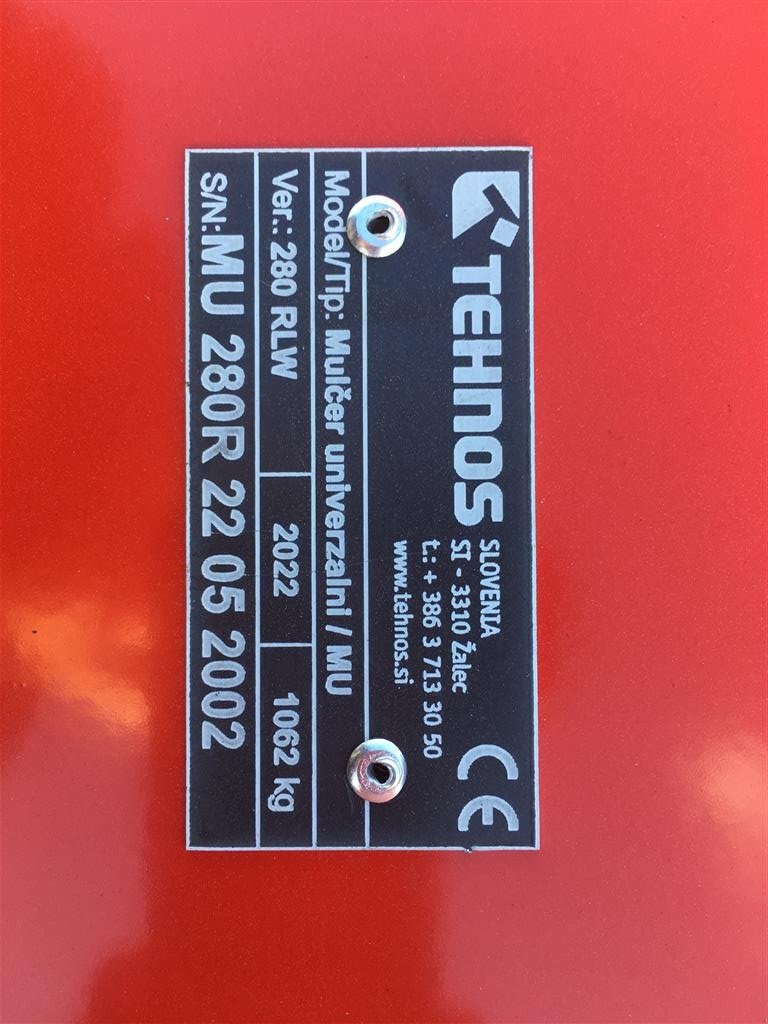 TEHNOS
SLOVENIA
SI - 3310 Žalec
t.: + 386 3 713 30 50
www.tehnos.si
CE
Model/Tip: Mulčer univerzalni / MU
Ver.: 280 RLW 2022 1062 kg
S/N: MU 280R 22 05 2002